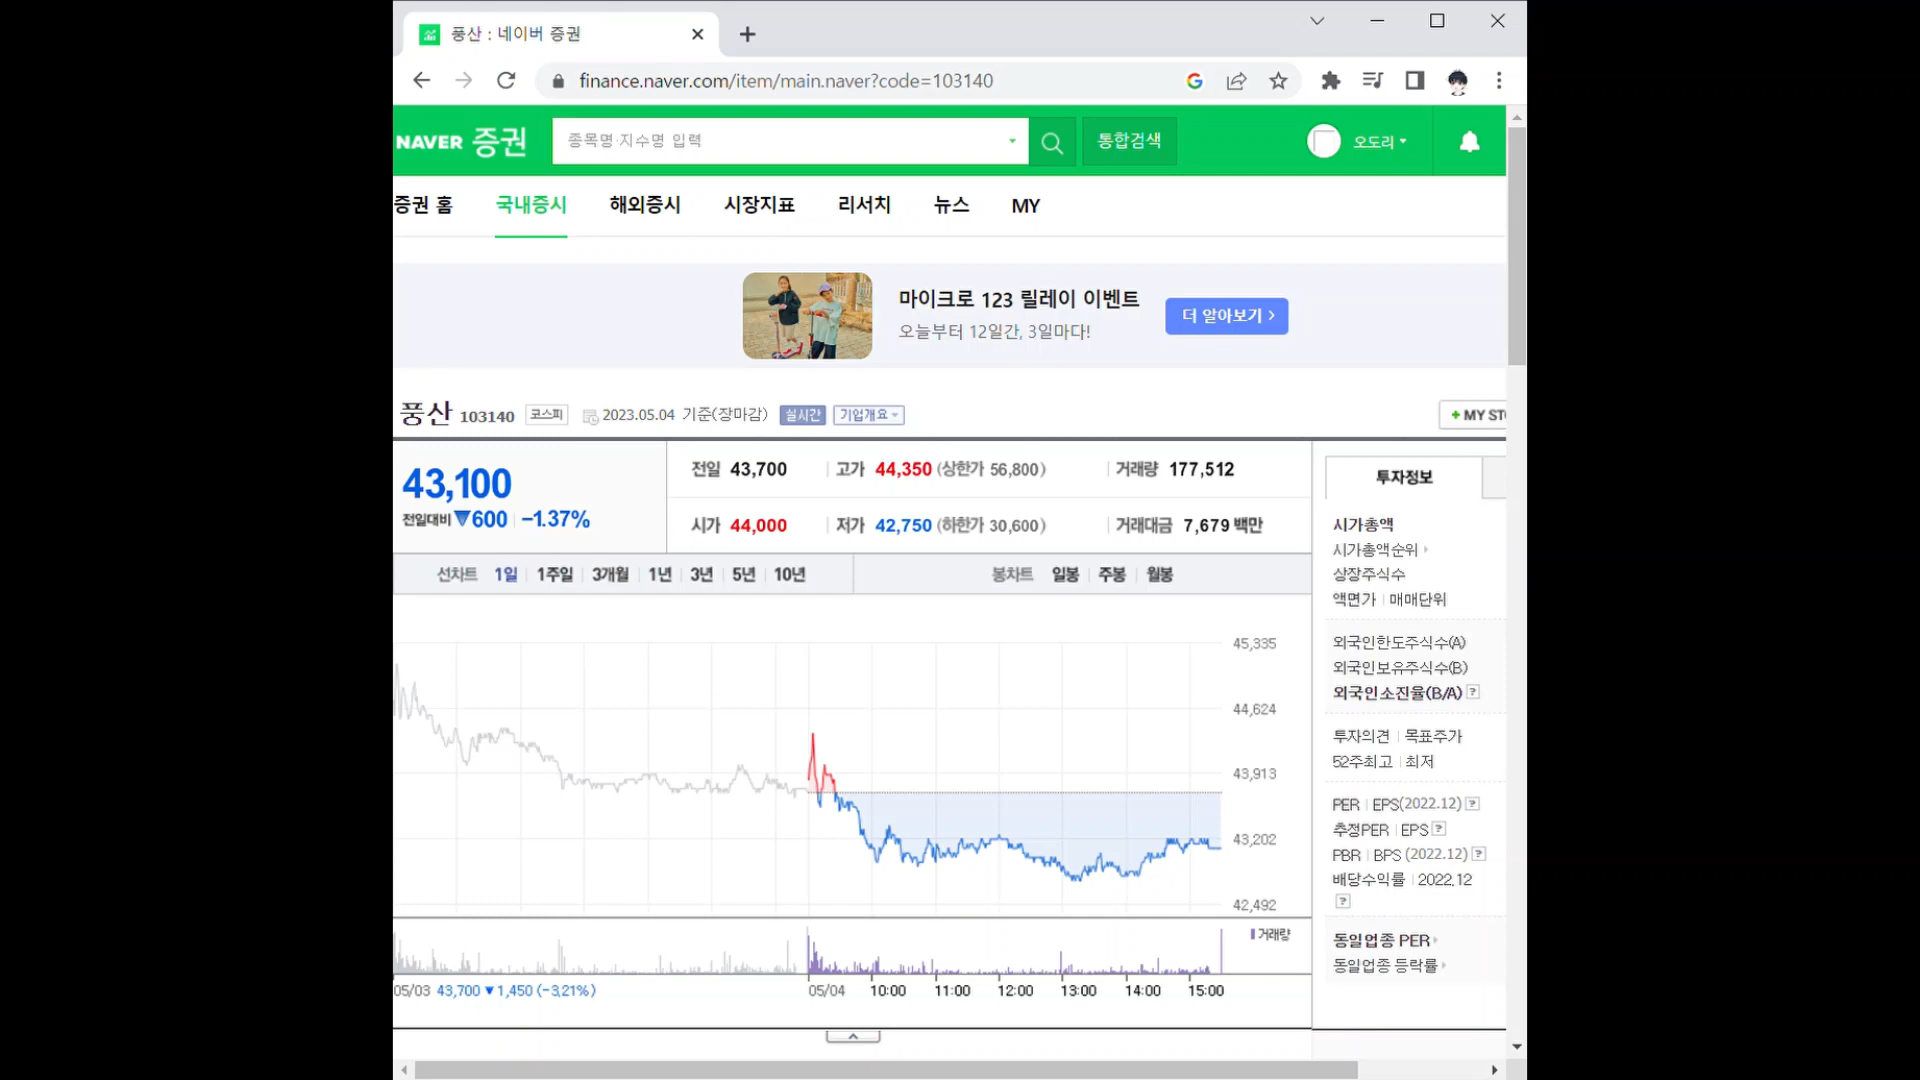 풍산 : 네이버 증권
finance.naver.com/item/main.naver?code=103140
NAVER 증권
종목명·지수명 입력
통합검색
오도리
증권 홈 국내증시 해외증시 시장지표 리서치 뉴스 MY
마이크로 123 릴레이 이벤트
오늘부터 12일간, 3일마다!
더 알아보기 >
풍산 103140 코스피 2023.05.04 기준(장마감) 실시간 기업개요
+ MY ST
43,100
전일대비 ▼600 -1.37%
전일 43,700 고가 44,350 (상한가 56,800) 거래량 177,512
시가 44,000 저가 42,750 (하한가 30,600) 거래대금 7,679 백만
선차트 1일 1주일 3개월 1년 3년 5년 10년
봉차트 일봉 주봉 월봉
45,335
44,624
43,913
43,202
42,492
거래량
05/03 43,700 ▼1,450 (-3,21%)
05/04 10:00 11:00 12:00 13:00 14:00 15:00
투자정보
시가총액
시가총액순위
상장주식수
액면가 | 매매단위
외국인한도주식수(A)
외국인보유주식수(B)
외국인소진율(B/A) ?
투자의견 | 목표주가
52주최고 | 최저
PER | EPS(2022.12) ?
추정PER | EPS ?
PBR | BPS (2022.12) ?
배당수익률 | 2022.12
?
동일업종 PER
동일업종 등락률